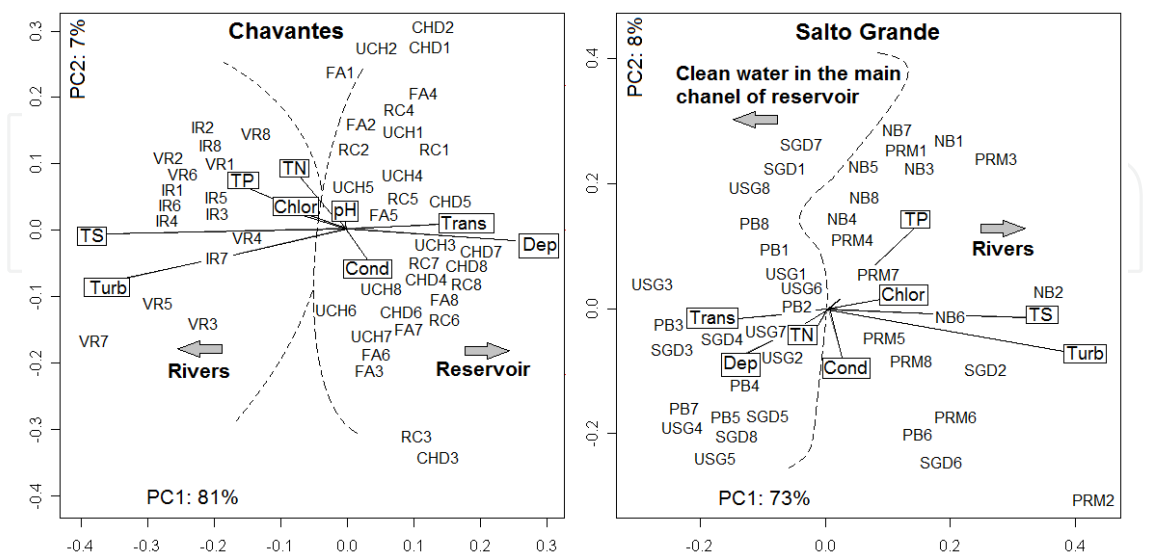 Chavantes
PC2: 7%
0.3
0.2
0.1
0.0
-0.1
-0.2
-0.3
-0.4
CHD2
UCH2
CHD1
FA1
FA4
RC4
IR2
VR8
FA2
UCH1
IR8
RC2
RC1
VR2
VR1
TN
VR6
TP
UCH4
IR1
UCH5
IR5
RC5
CHD5
IR6
Chlor
pH
IR3
FA5
IR4
Trans
TS
VR4
UCH3
Dep
CHD7
IR7
RC7
CHD8
Cond
CHD4
RC8
Turb
UCH8
VR5
FA8
UCH6
CHD6
RC6
VR3
FA7
VR7
UCH7
FA6
Rivers
FA3
Reservoir
RC3
CHD3
PC1: 81%
-0.4
-0.3
-0.2
-0.1
0.0
0.1
0.2
0.3
Salto Grande
PC2: 8%
0.4
0.2
0.0
-0.2
Clean water in the main
chanel of reservoir
NB7
SGD7
NB1
PRM1
PRM3
SGD1
NB5
NB3
USG8
NB8
PB8
NB4
TP
PRM4
PB1
Rivers
USG1
PRM7
USG3
USG6
Chlor
NB2
PB2
Trans
NB6
TS
PB3
USG7
TN
SGD4
PRM5
SGD3
Turb
USG2
Dep
PRM8
Cond
SGD2
PB4
PB7
PB5
SGD5
PRM6
USG4
SGD8
PB6
USG5
SGD6
PC1: 73%
PRM2
-0.2
0.0
0.2
0.4